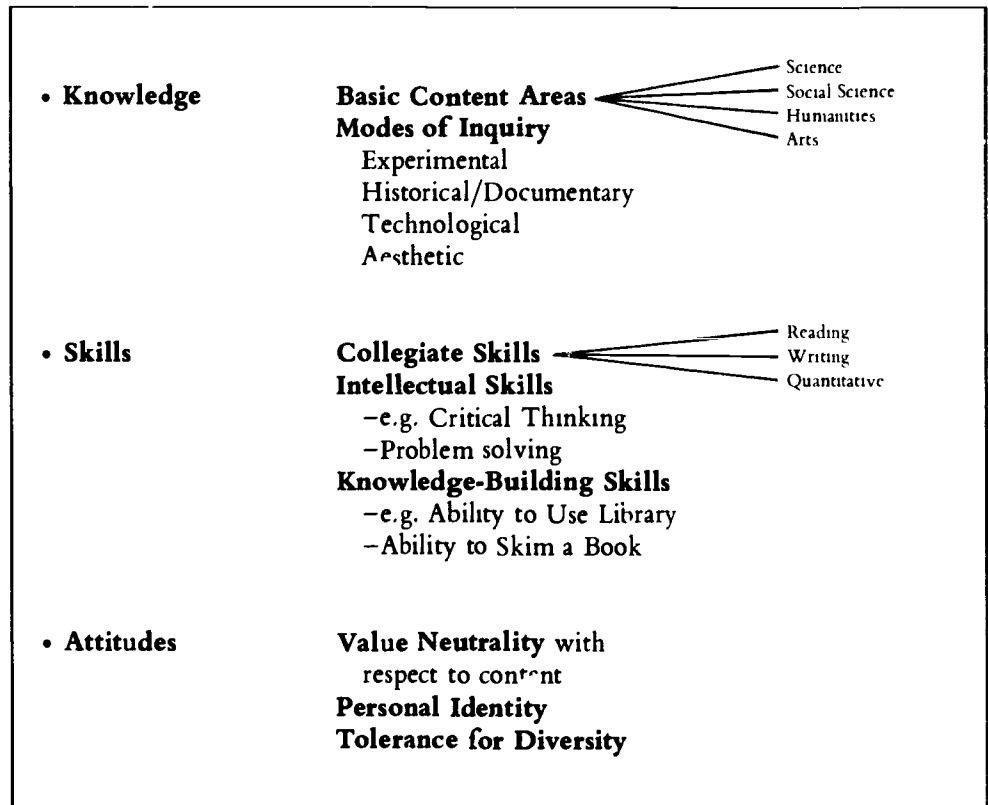 • Knowledge
Basic Content Areas
Science
Social Science
Humanities
Arts
Modes of Inquiry
Experimental
Historical/Documentary
Technological
Aesthetic
• Skills
Collegiate Skills
Reading
Writing
Quantitative
Intellectual Skills
–e.g. Critical Thinking
–Problem solving
Knowledge-Building Skills
–e.g. Ability to Use Library
–Ability to Skim a Book
• Attitudes
Value Neutrality with
respect to content
Personal Identity
Tolerance for Diversity